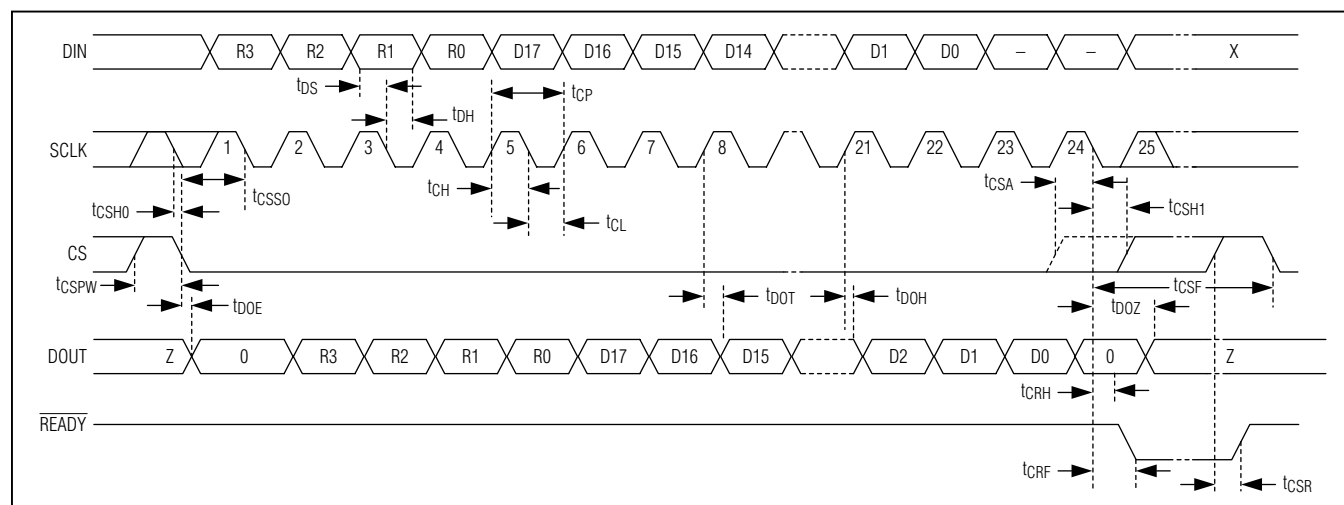 DIN R3 R2 R1 R0 D17 D16 D15 D14 D1 D0 – – X
tDS tDH tCP
SCLK 1 2 3 4 5 6 7 8 21 22 23 24 25
tCSH0 tCSSO tCH tCL tCSA tCSH1
CS
tCSPW tDOE tDOT tDOH tCSF tDOZ
DOUT Z 0 R3 R2 R1 R0 D17 D16 D15 D2 D1 D0 0 Z
tCRH
READY
tCRF tCSR